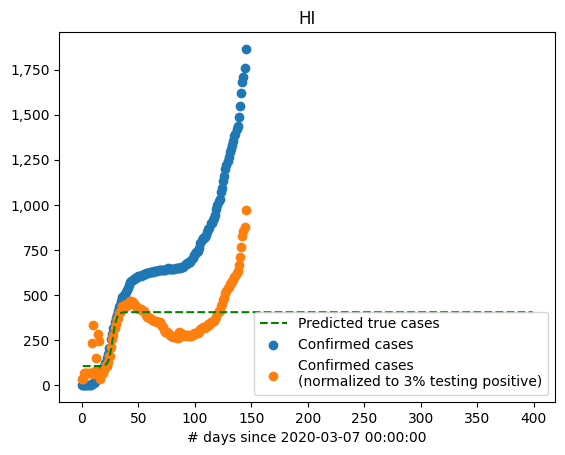 HI
1,750
1,500
1,250
1,000
750
500
250
0
Predicted true cases
Confirmed cases
Confirmed cases
(normalized to 3% testing positive)
0 50 100 150 200 250 300 350 400
# days since 2020-03-07 00:00:00